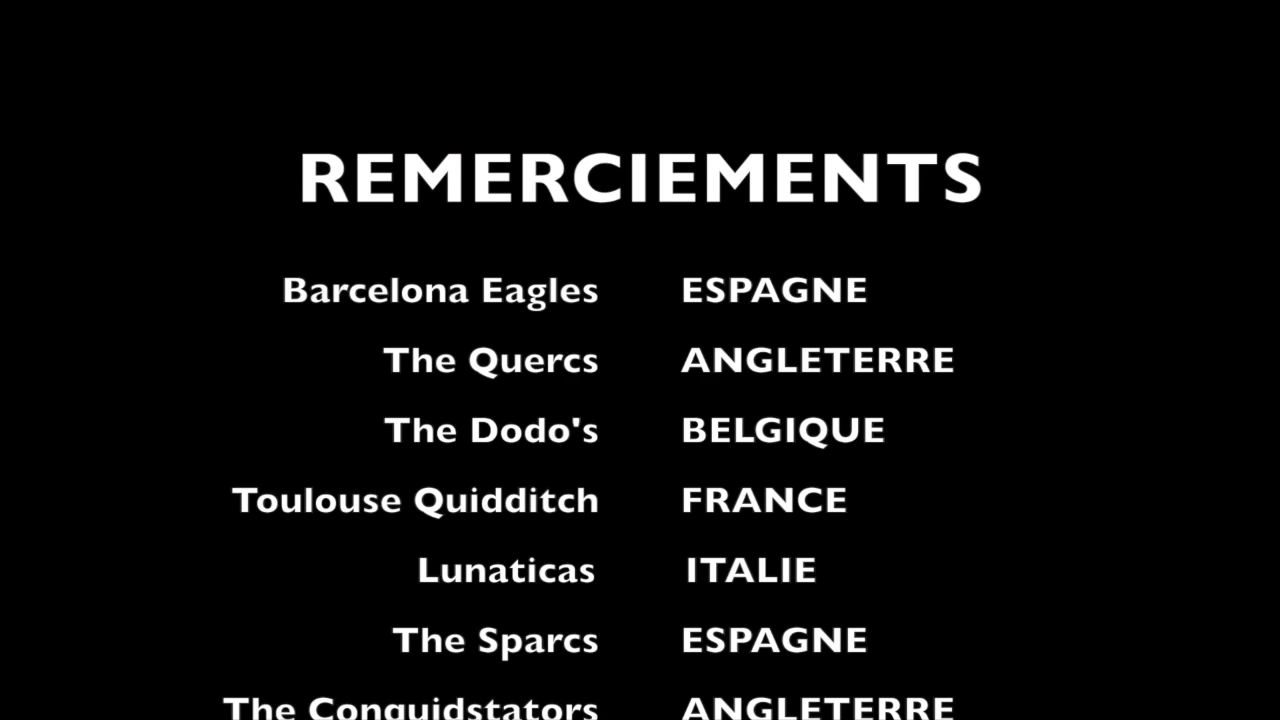 REMERCIEMENTS
Barcelona Eagles ESPAGNE
The Quercs ANGLETERRE
The Dodo's BELGIQUE
Toulouse Quidditch FRANCE
Lunaticas ITALIE
The Sparcs ESPAGNE
The Conquidstators ANGLETERRE